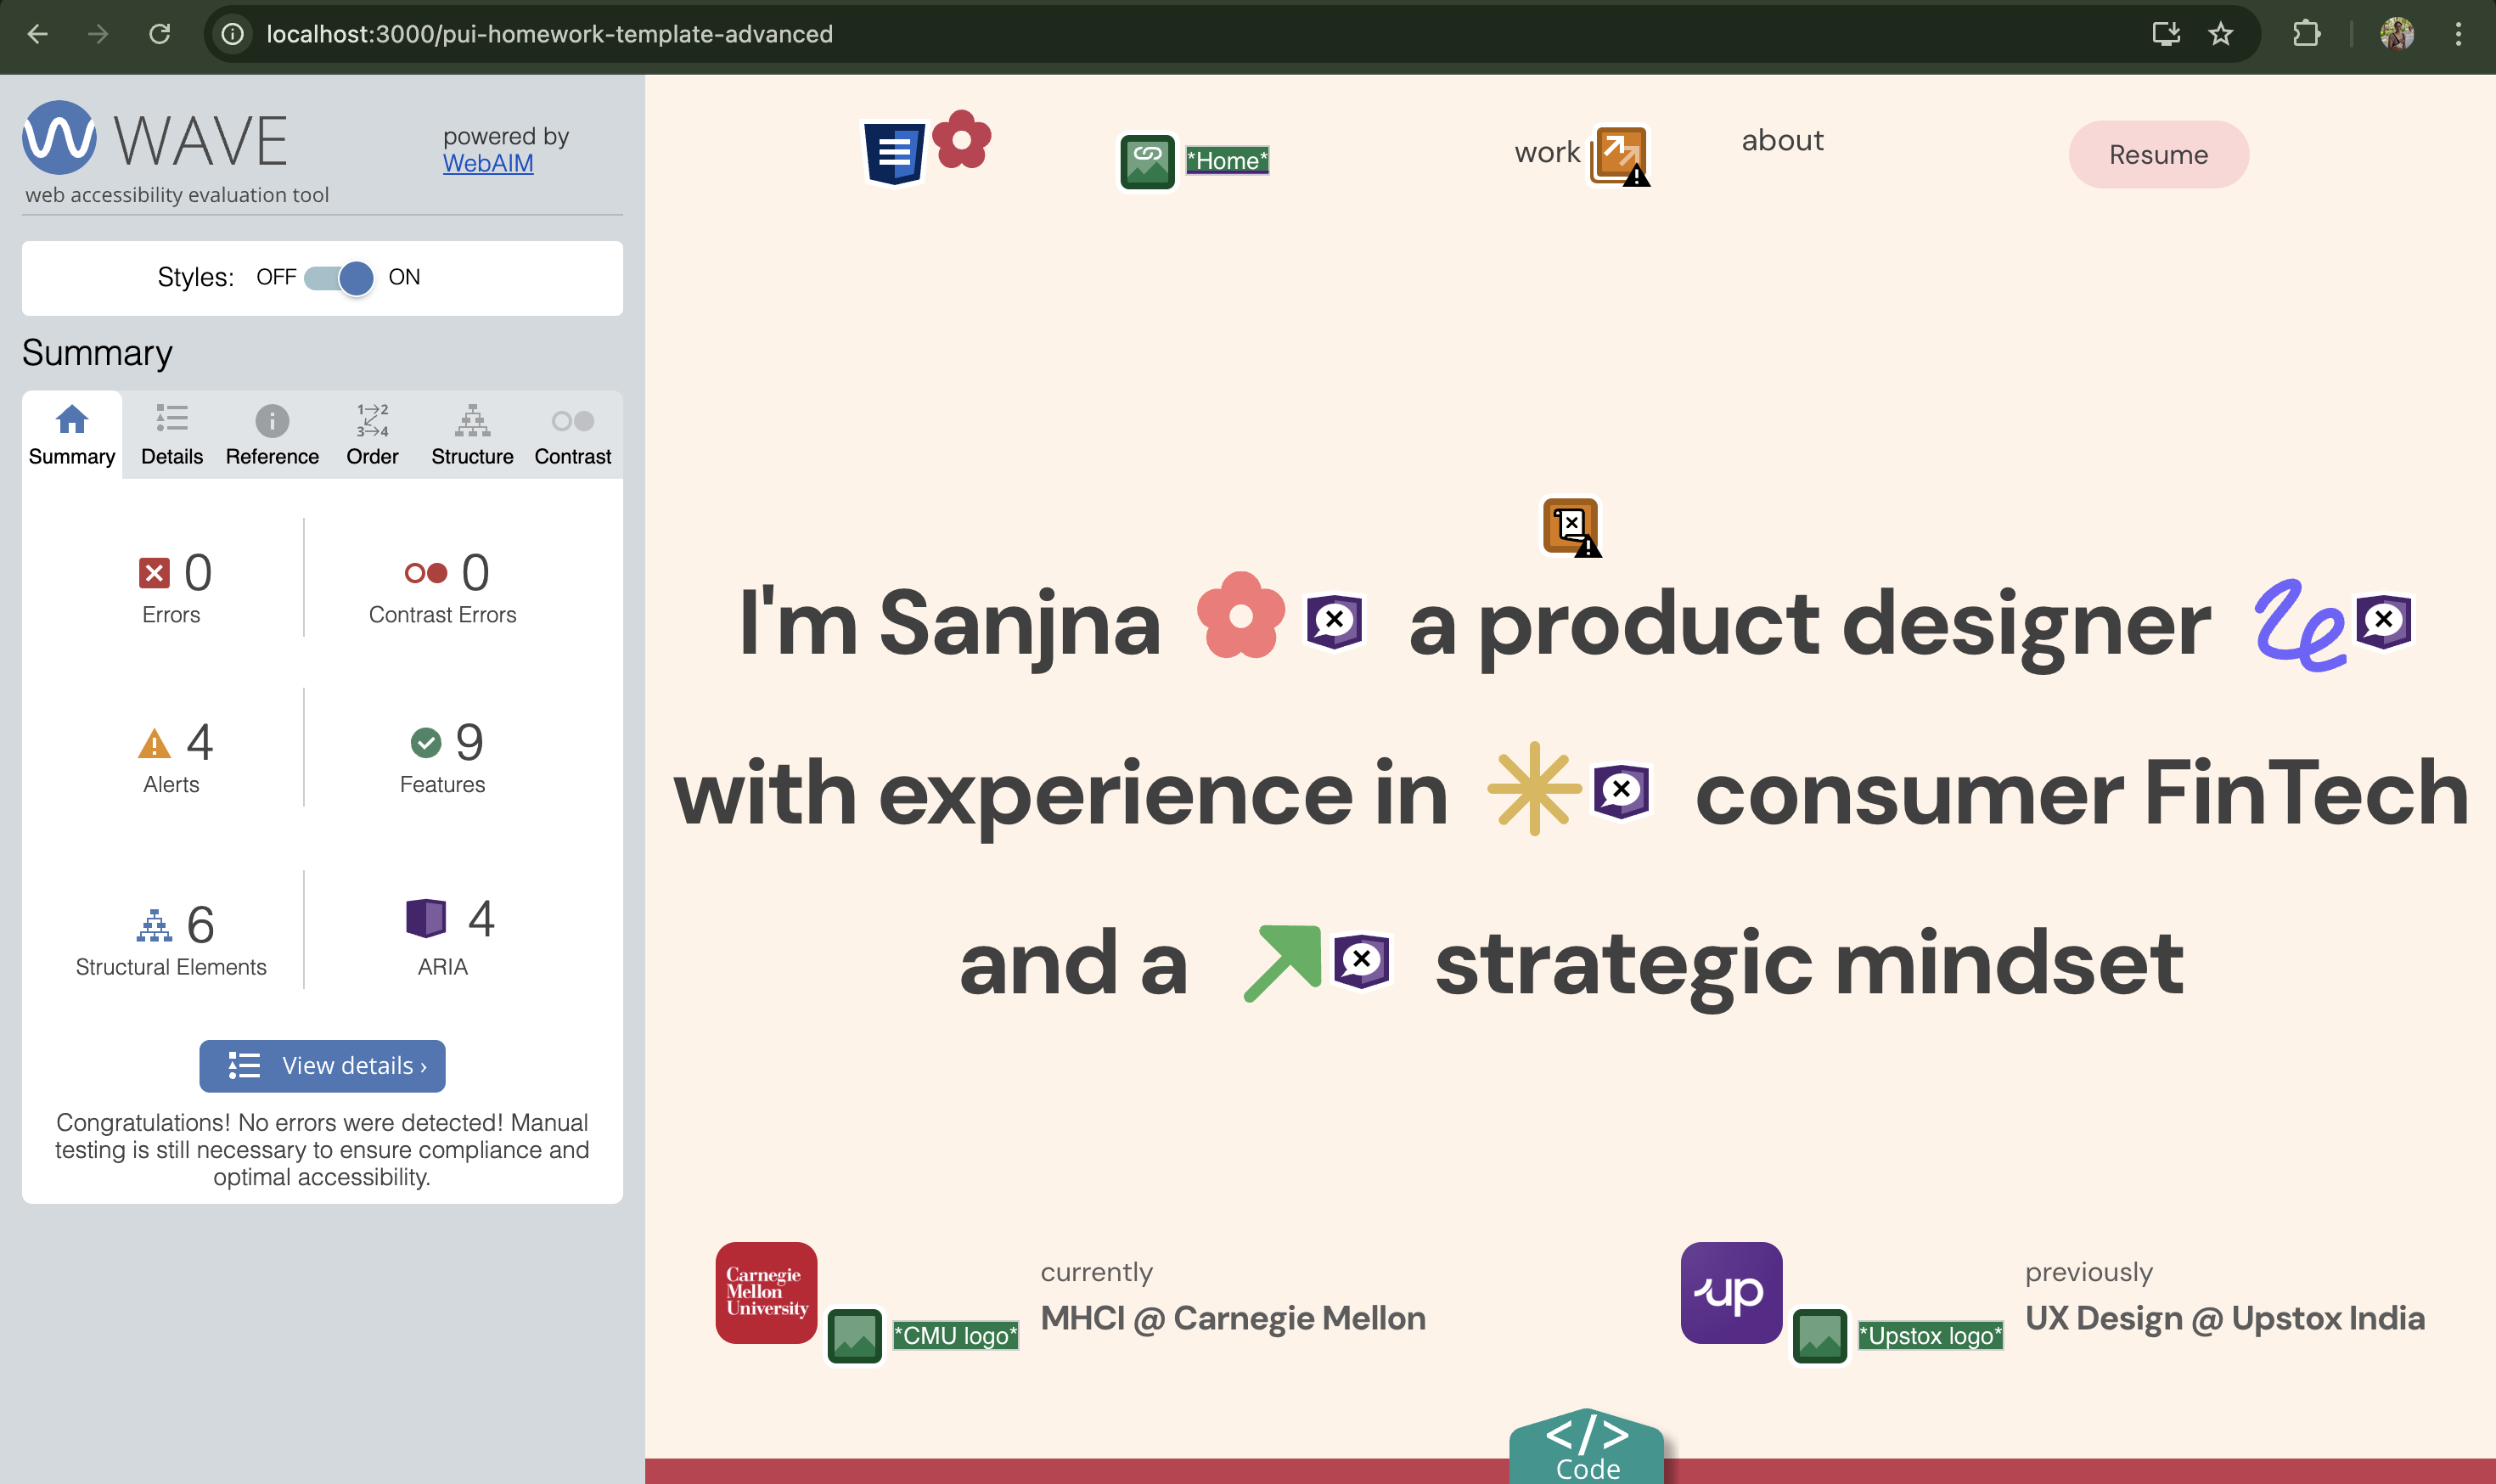 localhost:3000/pui-homework-template-advanced
WAVE
powered by
WebAIM
web accessibility evaluation tool
Styles: OFF ON
Summary
Summary Details Reference Order Structure Contrast
1→2
3→4
0
Errors
0
Contrast Errors
4
Alerts
9
Features
6
Structural Elements
4
ARIA
View details ›
Congratulations! No errors were detected! Manual
testing is still necessary to ensure compliance and
optimal accessibility.
*Home*
work
about
Resume
I'm Sanjna a product designer
with experience in consumer FinTech
and a strategic mindset
Carnegie
Mellon
University
*CMU logo*
currently
MHCI @ Carnegie Mellon
up
*Upstox logo*
previously
UX Design @ Upstox India
</>
Code